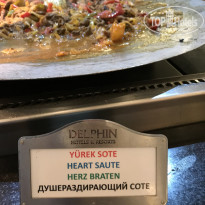 DELPHIN
HOTELS & RESORTS
YÜREK SOTE
HEART SAUTE
HERZ BRATEN
ДУШЕРАЗДИРАЮЩИЙ СОТЕ